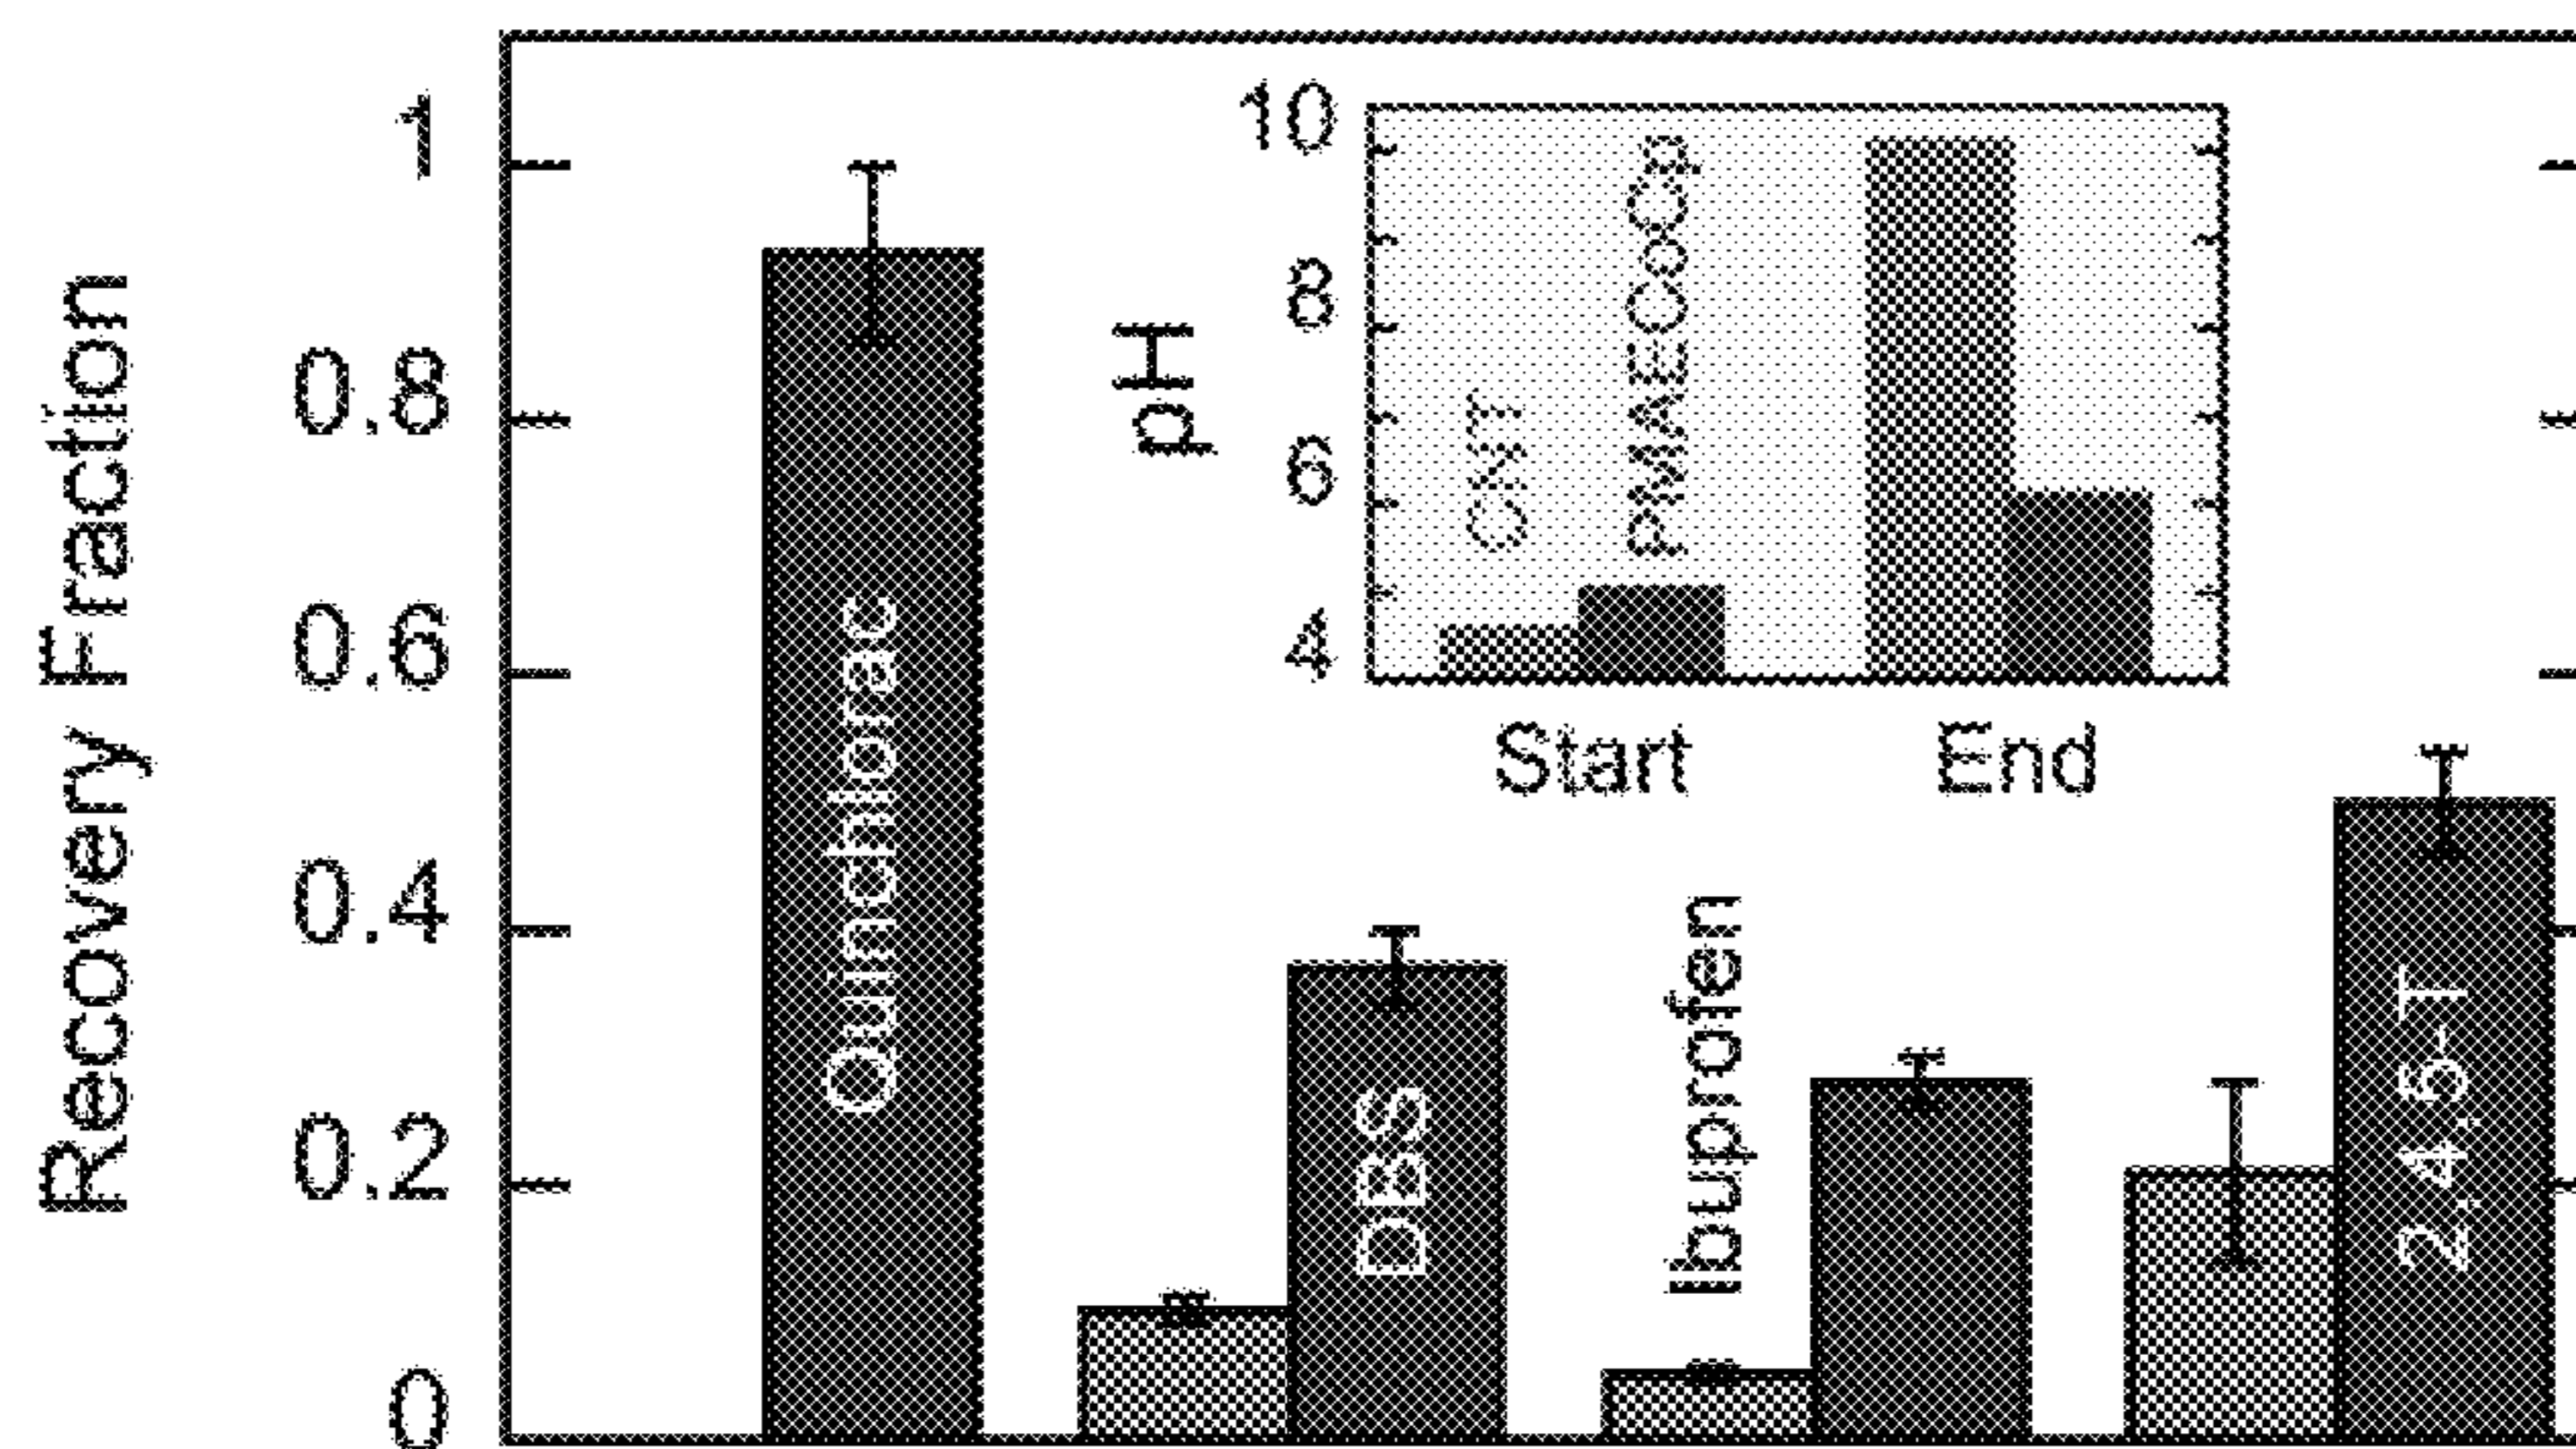 Recovery Fraction
1
0.8
0.6
0.4
0.2
0
Quinchlorac
DBS
Ibuprofen
2,4,5-T
pH
10
8
6
4
CNT
PMAECoCp
Start
End